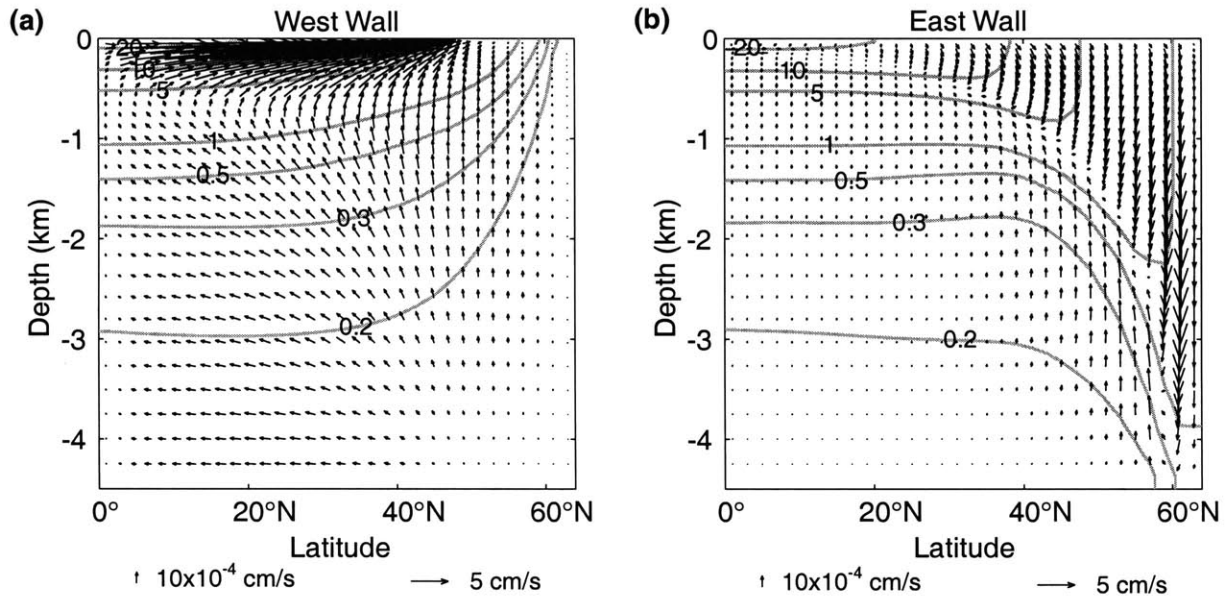 (a) West Wall
0
-1
-2
-3
-4
Depth (km)
20
10
5
1
0.5
0.3
0.2
0° 20°N 40°N 60°N
Latitude
10x10⁻⁴ cm/s 5 cm/s
(b) East Wall
0
-1
-2
-3
-4
Depth (km)
20
10
5
1
0.5
0.3
0.2
0° 20°N 40°N 60°N
Latitude
10x10⁻⁴ cm/s 5 cm/s